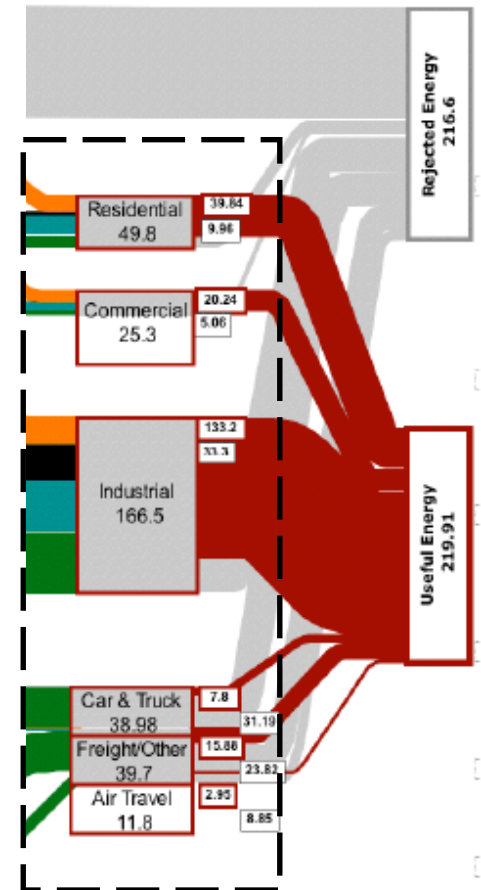 Rejected Energy
216.6
Residential
49.8
39.84
9.96
Commercial
25.3
20.24
5.06
Industrial
166.5
133.2
33.3
Useful Energy
219.91
Car & Truck
38.98
7.8
31.19
Freight/Other
39.7
15.88
23.82
Air Travel
11.8
2.95
8.85